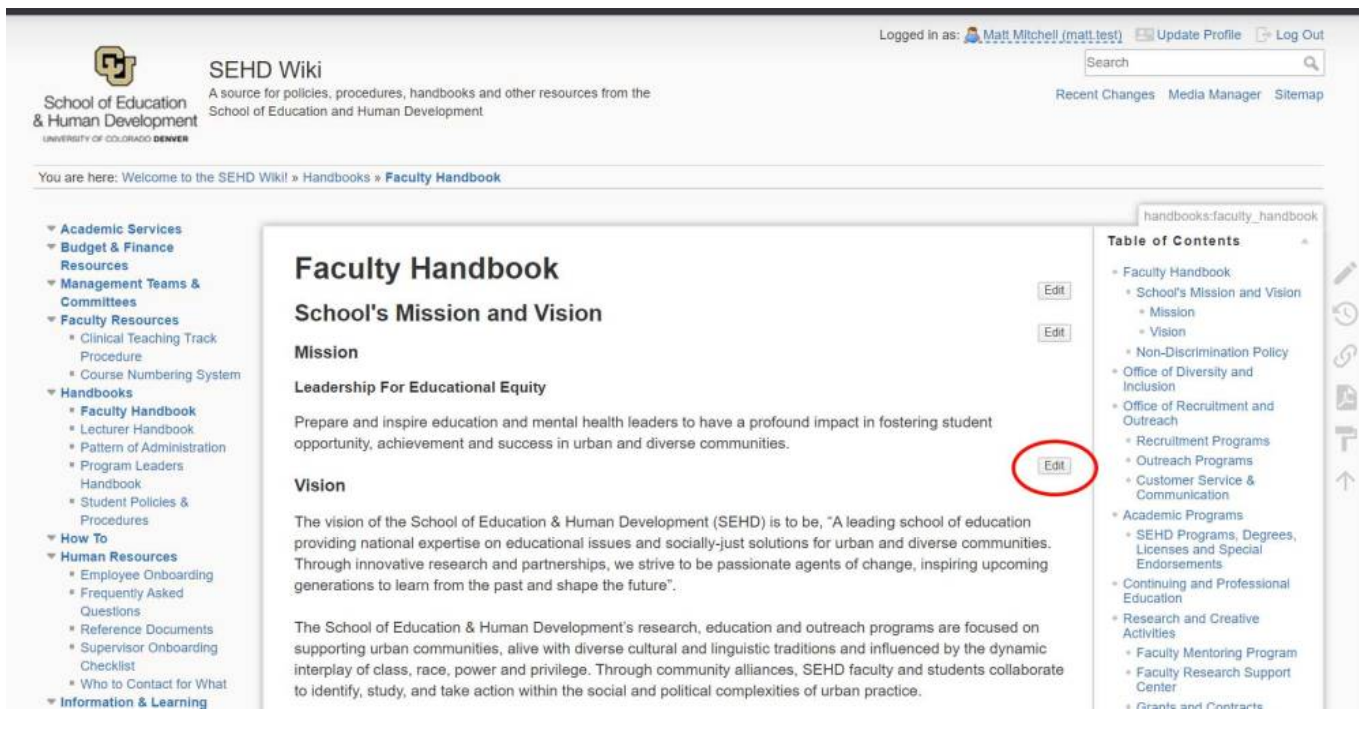 Logged in as: Matt Mitchell (matt.test) Update Profile Log Out
School of Education
& Human Development
UNIVERSITY OF COLORADO DENVER
SEHD Wiki
A source for policies, procedures, handbooks and other resources from the
School of Education and Human Development
Search
Recent Changes Media Manager Sitemap
You are here: Welcome to the SEHD Wiki! » Handbooks » Faculty Handbook
Academic Services
Budget & Finance
Resources
Management Teams &
Committees
Faculty Resources
Clinical Teaching Track
Procedure
Course Numbering System
Handbooks
Faculty Handbook
Lecturer Handbook
Pattern of Administration
Program Leaders
Handbook
Student Policies &
Procedures
How To
Human Resources
Employee Onboarding
Frequently Asked
Questions
Reference Documents
Supervisor Onboarding
Checklist
Who to Contact for What
Information & Learning
Faculty Handbook
Edit
School's Mission and Vision
Edit
Mission
Leadership For Educational Equity
Prepare and inspire education and mental health leaders to have a profound impact in fostering student
opportunity, achievement and success in urban and diverse communities.
Edit
Vision
The vision of the School of Education & Human Development (SEHD) is to be, “A leading school of education
providing national expertise on educational issues and socially-just solutions for urban and diverse communities.
Through innovative research and partnerships, we strive to be passionate agents of change, inspiring upcoming
generations to learn from the past and shape the future”.
The School of Education & Human Development’s research, education and outreach programs are focused on
supporting urban communities, alive with diverse cultural and linguistic traditions and influenced by the dynamic
interplay of class, race, power and privilege. Through community alliances, SEHD faculty and students collaborate
to identify, study, and take action within the social and political complexities of urban practice.
handbooks:faculty_handbook
Table of Contents
Faculty Handbook
School's Mission and Vision
Mission
Vision
Non-Discrimination Policy
Office of Diversity and
Inclusion
Office of Recruitment and
Outreach
Recruitment Programs
Outreach Programs
Customer Service &
Communication
Academic Programs
SEHD Programs, Degrees,
Licenses and Special
Endorsements
Continuing and Professional
Education
Research and Creative
Activities
Faculty Mentoring Program
Faculty Research Support
Center
Grants and Contracts